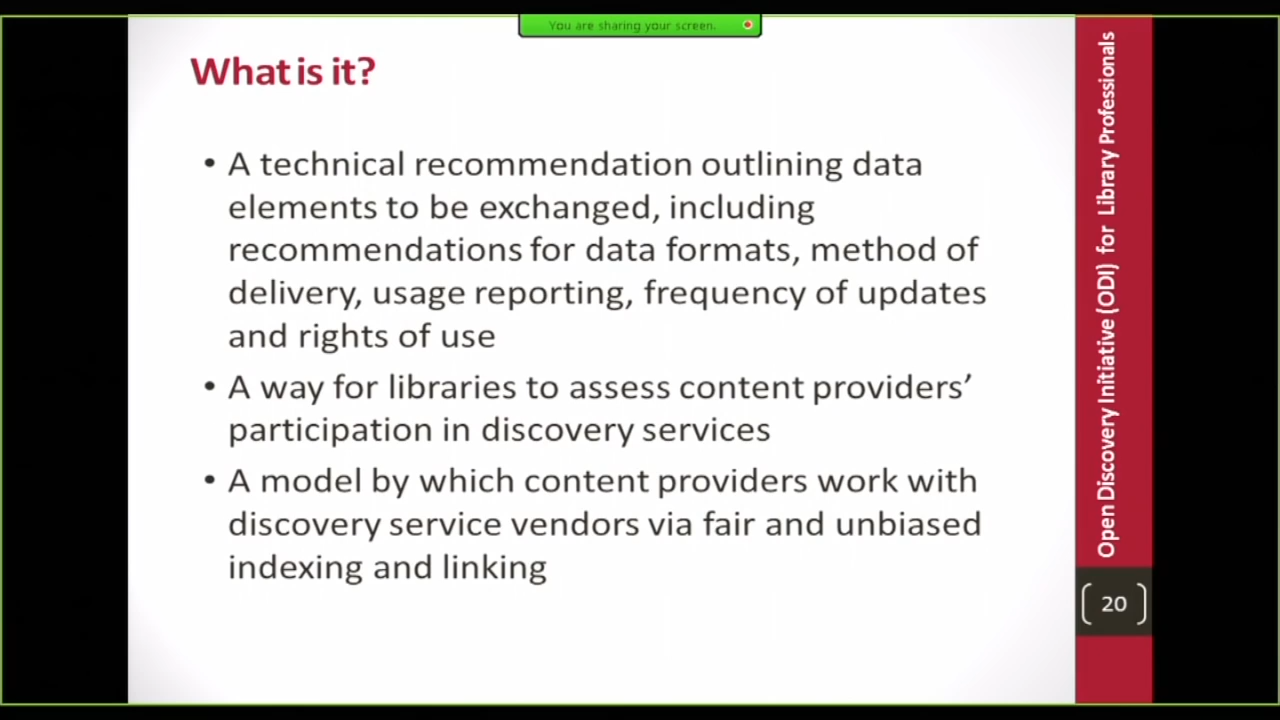 You are sharing your screen.
What is it?
• A technical recommendation outlining data
elements to be exchanged, including
recommendations for data formats, method of
delivery, usage reporting, frequency of updates
and rights of use
• A way for libraries to assess content providers’
participation in discovery services
• A model by which content providers work with
discovery service vendors via fair and unbiased
indexing and linking
Open Discovery Initiative (ODI) for Library Professionals
20